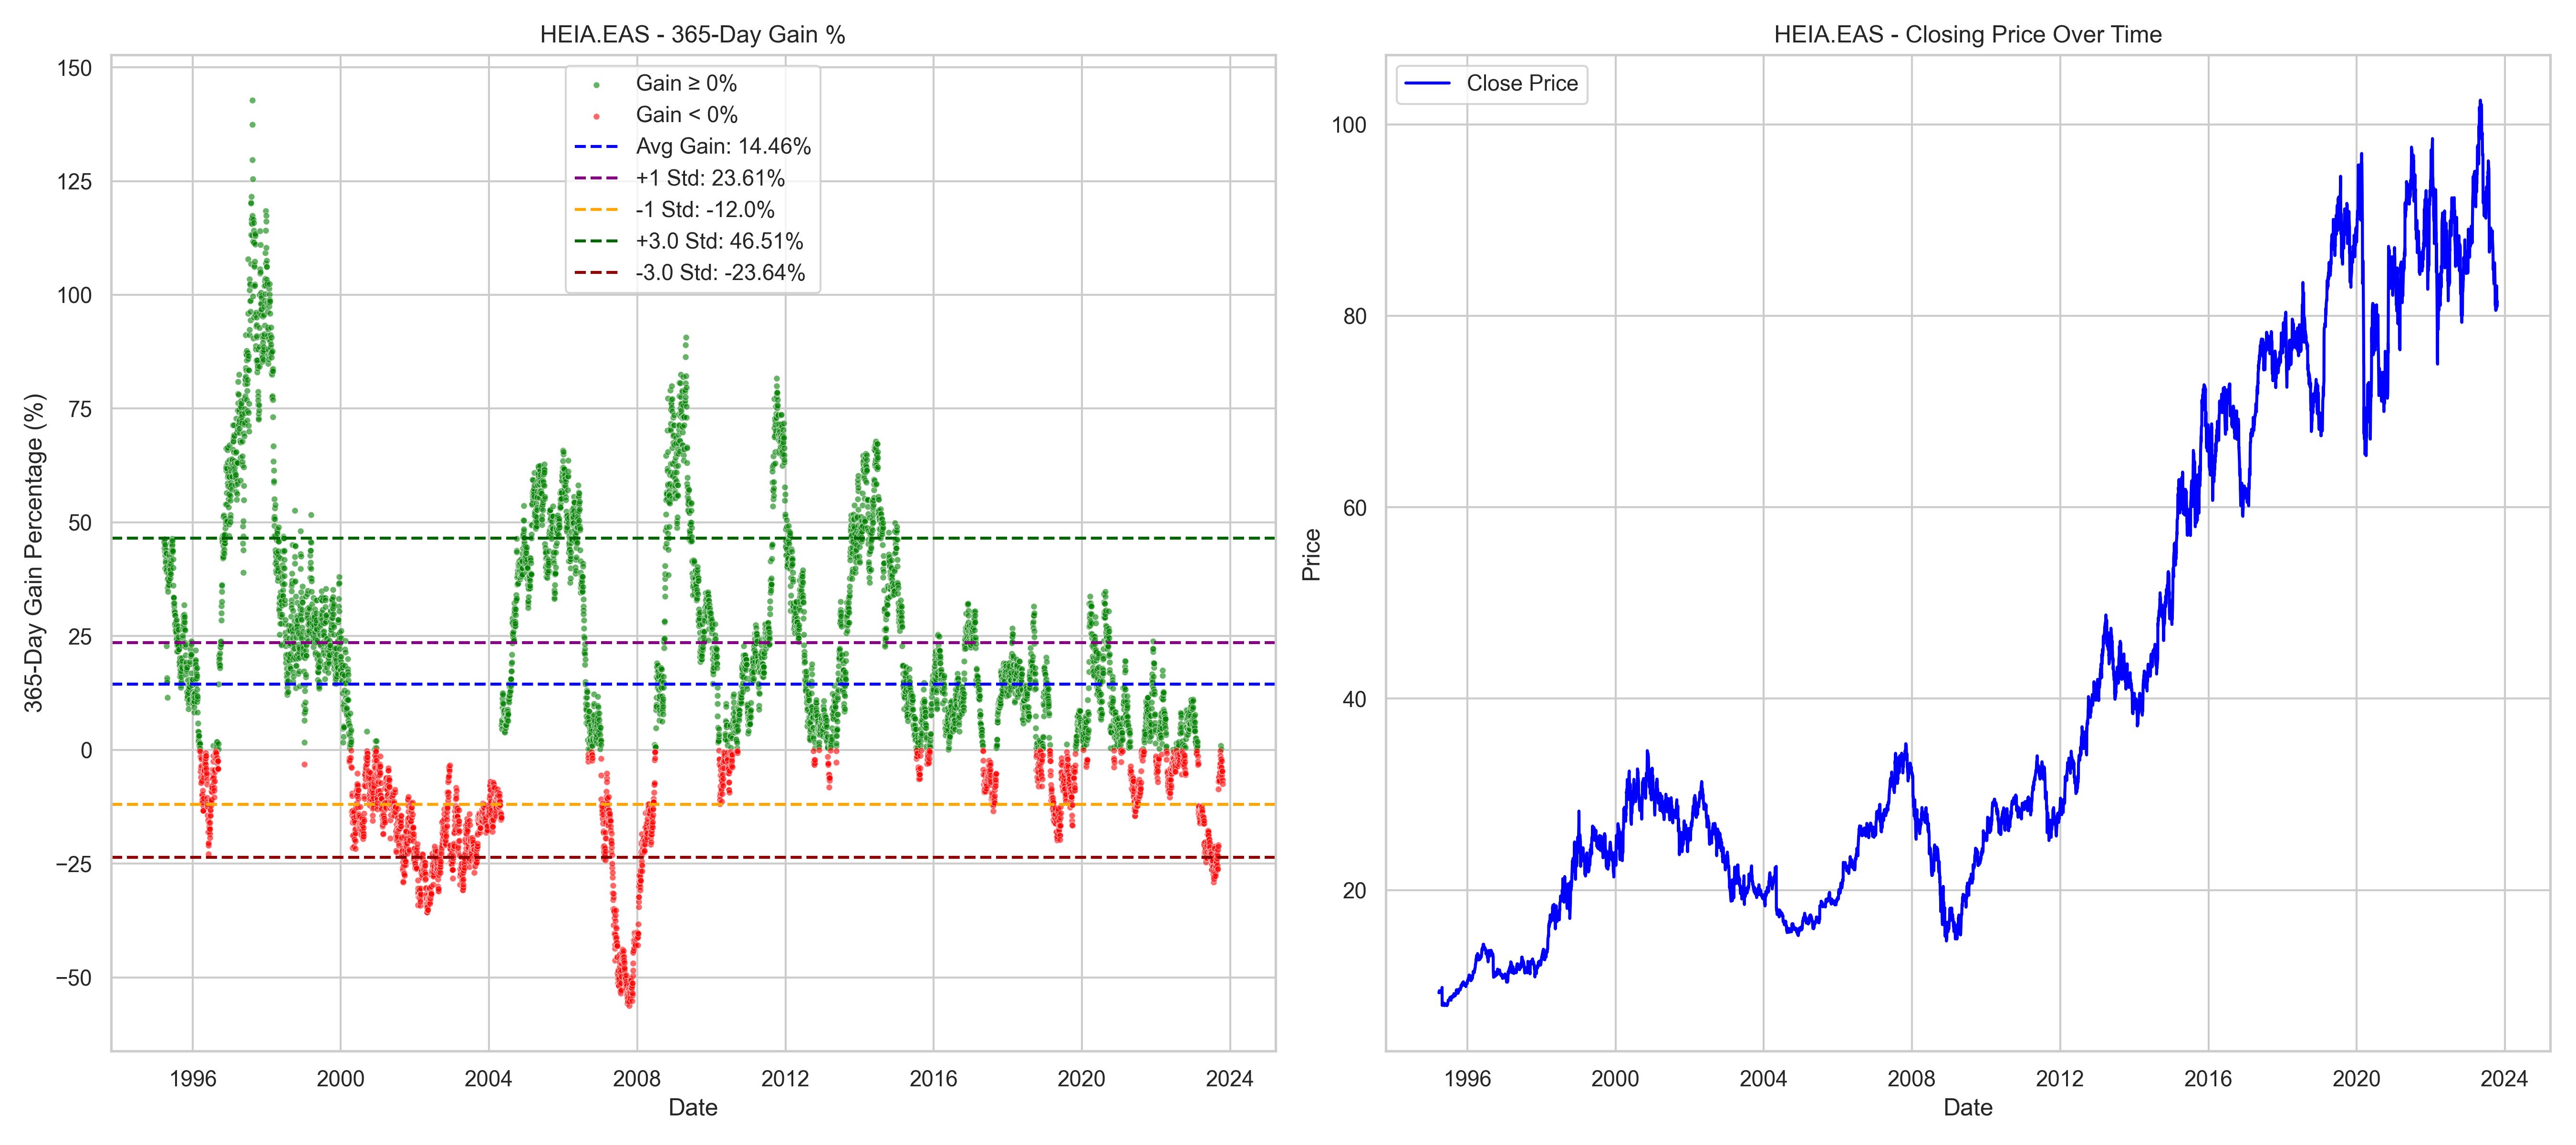 HEIA.EAS - 365-Day Gain %
Gain ≥ 0%
Gain < 0%
Avg Gain: 14.46%
+1 Std: 23.61%
-1 Std: -12.0%
+3.0 Std: 46.51%
-3.0 Std: -23.64%
365-Day Gain Percentage (%)
150
125
100
75
50
25
0
−25
−50
1996
2000
2004
2008
2012
2016
2020
2024
Date
HEIA.EAS - Closing Price Over Time
Close Price
Price
100
80
60
40
20
1996
2000
2004
2008
2012
2016
2020
2024
Date